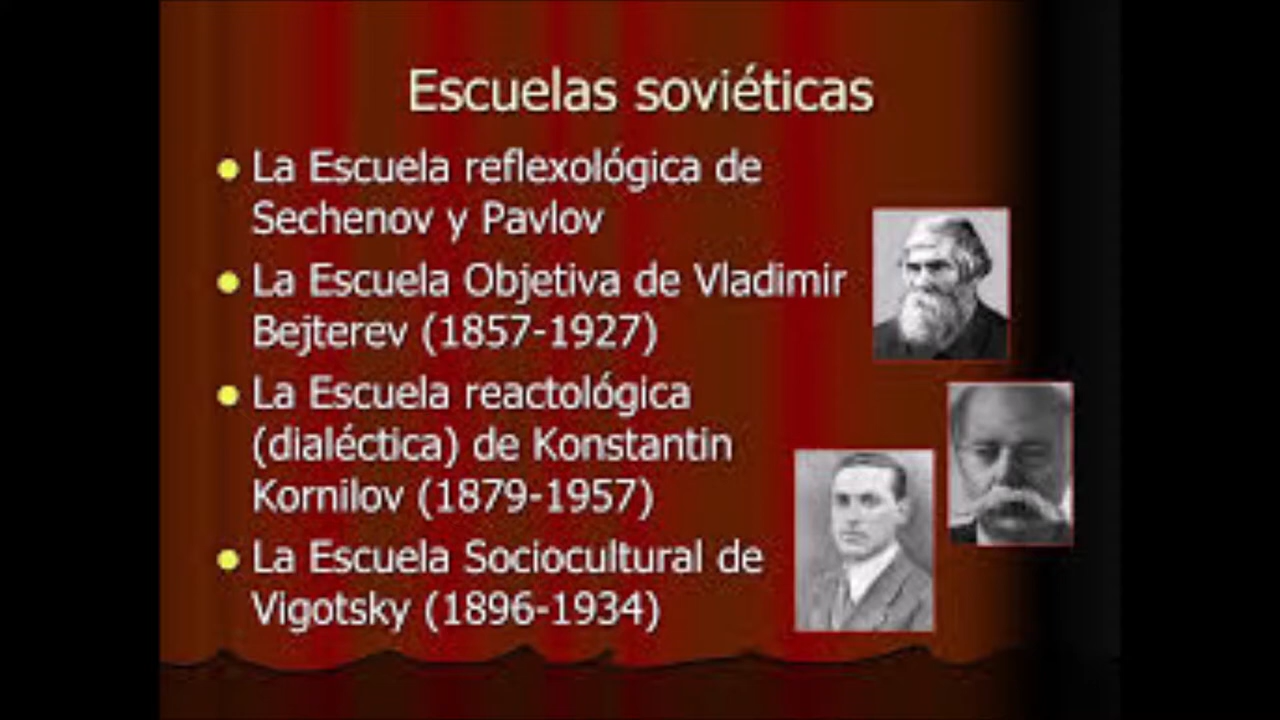 Escuelas soviéticas
La Escuela reflexológica de
Sechenov y Pavlov
La Escuela Objetiva de Vladimir
Bejterev (1857-1927)
La Escuela reactológica
(dialéctica) de Konstantin
Kornilov (1879-1957)
La Escuela Sociocultural de
Vigotsky (1896-1934)